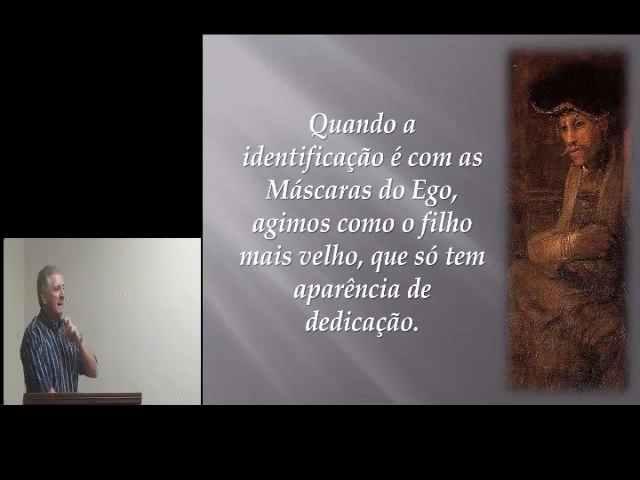 Quando a
identificação é com as
Máscaras do Ego,
agimos como o filho
mais velho, que só tem
aparência de
dedicação.